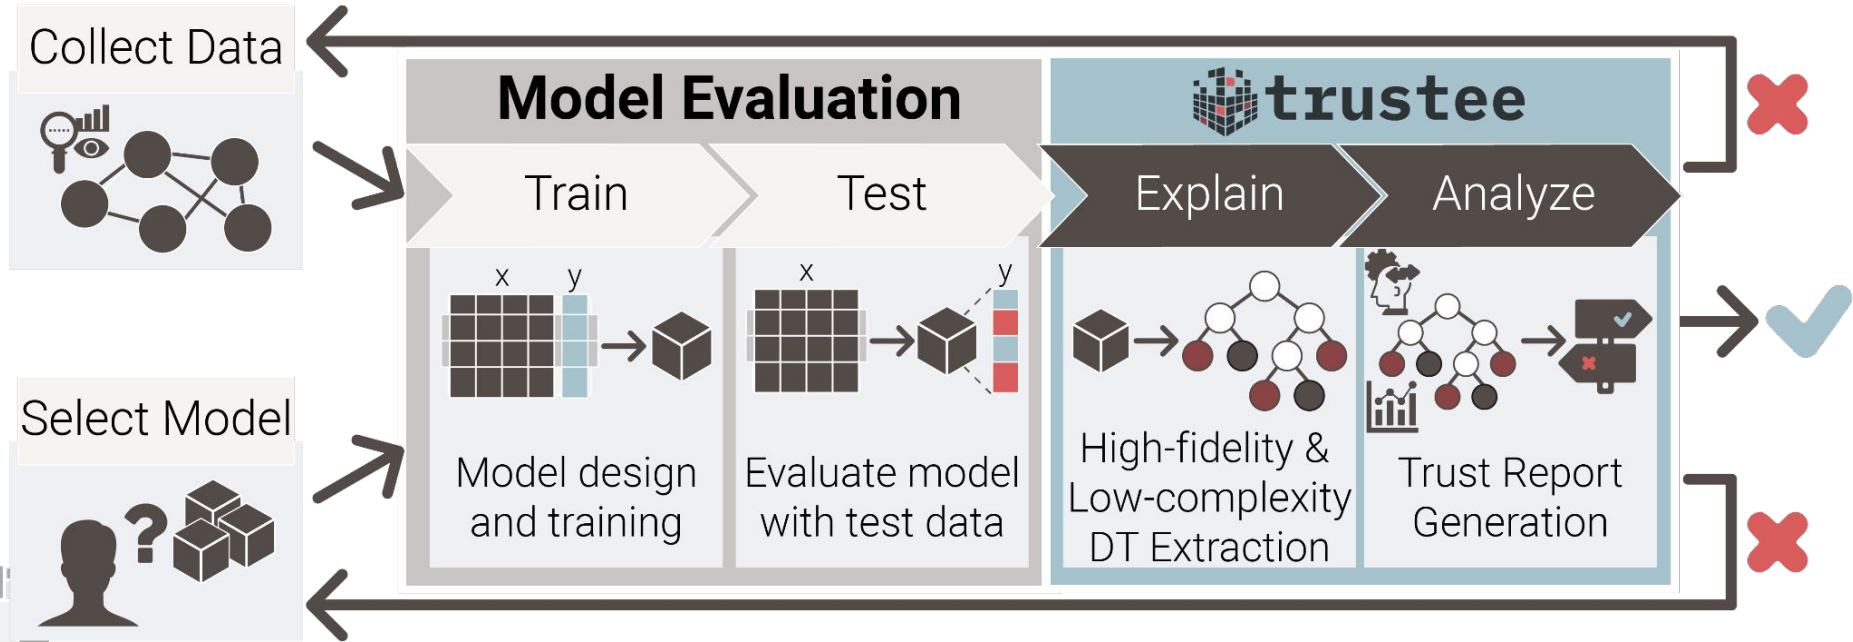 Collect Data
Select Model
Model Evaluation
trustee
Train
Test
Explain
Analyze
x y
x y
?
Model design
and training
Evaluate model
with test data
High-fidelity &
Low-complexity
DT Extraction
Trust Report
Generation